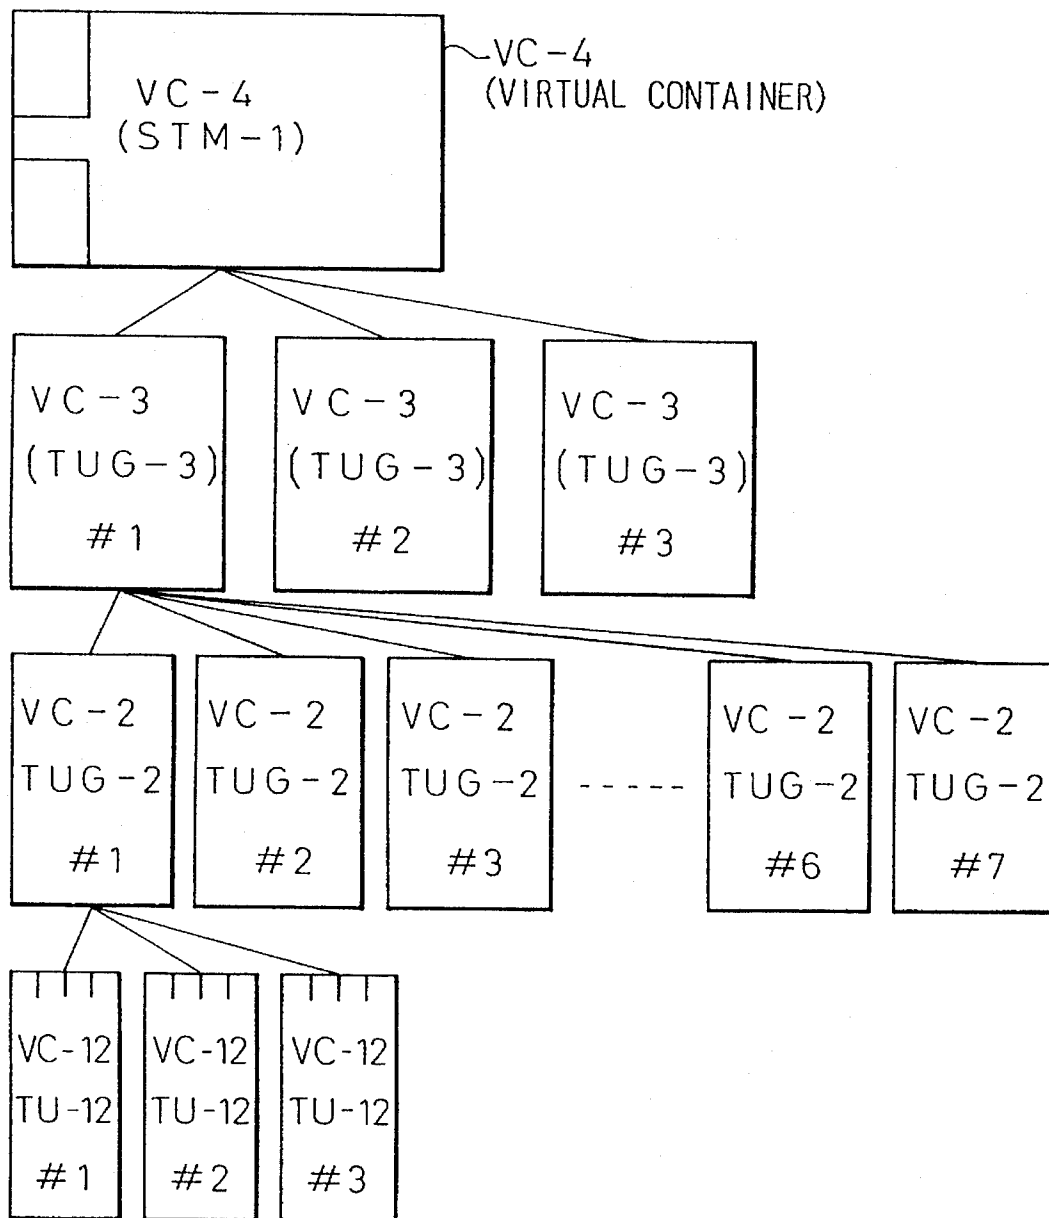 VC-4
(STM-1)
VC-4
(VIRTUAL CONTAINER)
VC-3
(TUG-3)
#1
VC-3
(TUG-3)
#2
VC-3
(TUG-3)
#3
VC-2
TUG-2
#1
VC-2
TUG-2
#2
VC-2
TUG-2
#3
-----
VC-2
TUG-2
#6
VC-2
TUG-2
#7
VC-12
TU-12
#1
VC-12
TU-12
#2
VC-12
TU-12
#3